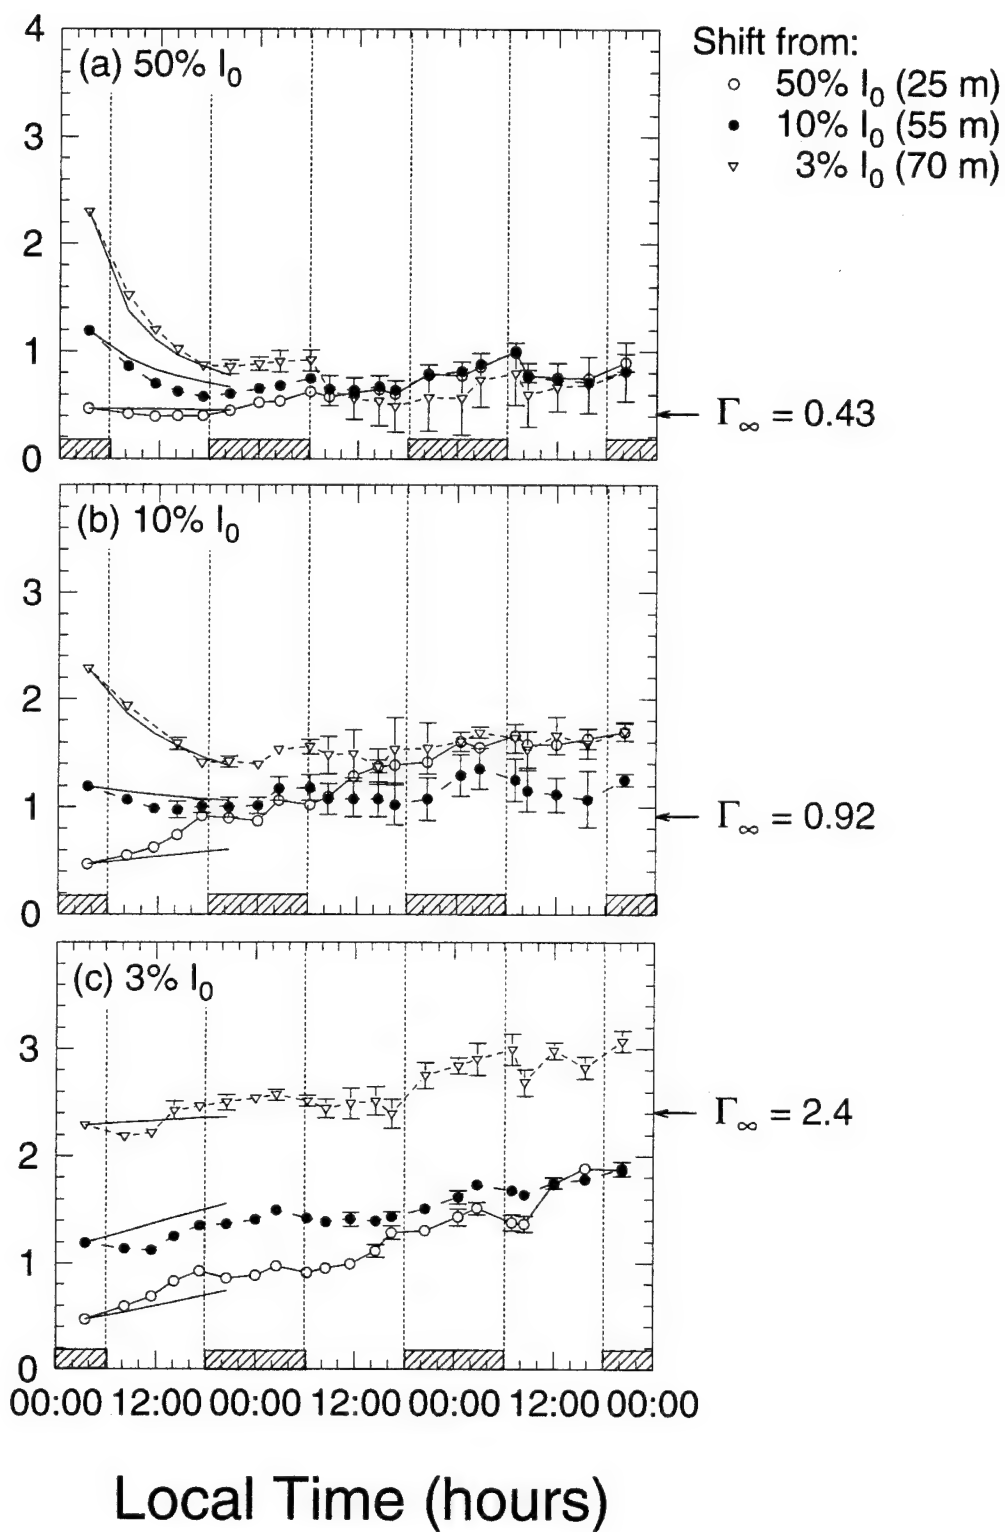 Shift from:
50% I₀ (25 m)
10% I₀ (55 m)
3% I₀ (70 m)
4
(a) 50% I₀
3
2
1
Γ∞ = 0.43
0
(b) 10% I₀
3
2
1
Γ∞ = 0.92
0
(c) 3% I₀
3
Γ∞ = 2.4
2
1
0
00:00 12:00 00:00 12:00 00:00 12:00 00:00
Local Time (hours)